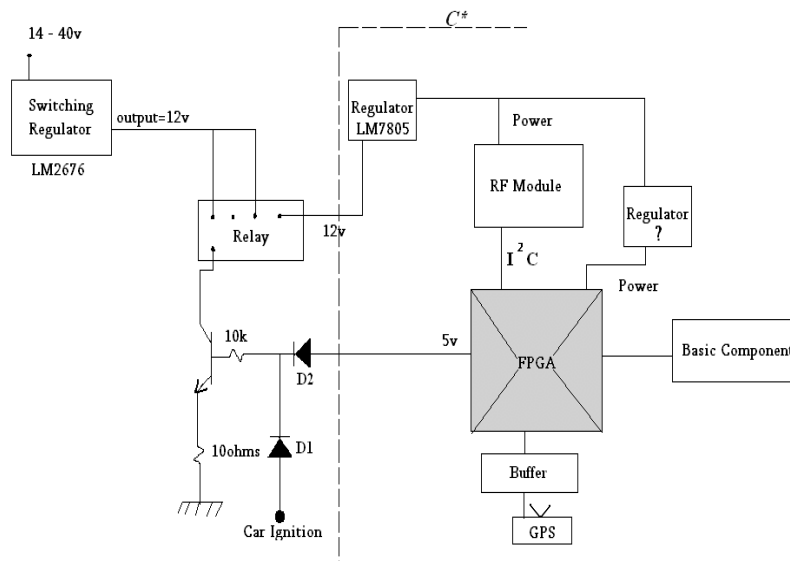 C*
14 - 40v
Switching
Regulator
output=12v
LM2676
Regulator
LM7805
Power
RF Module
Regulator
?
Relay
12v
I²C
Power
10k
5v
D2
FPGA
Basic Component
10ohms
D1
Buffer
Car Ignition
GPS